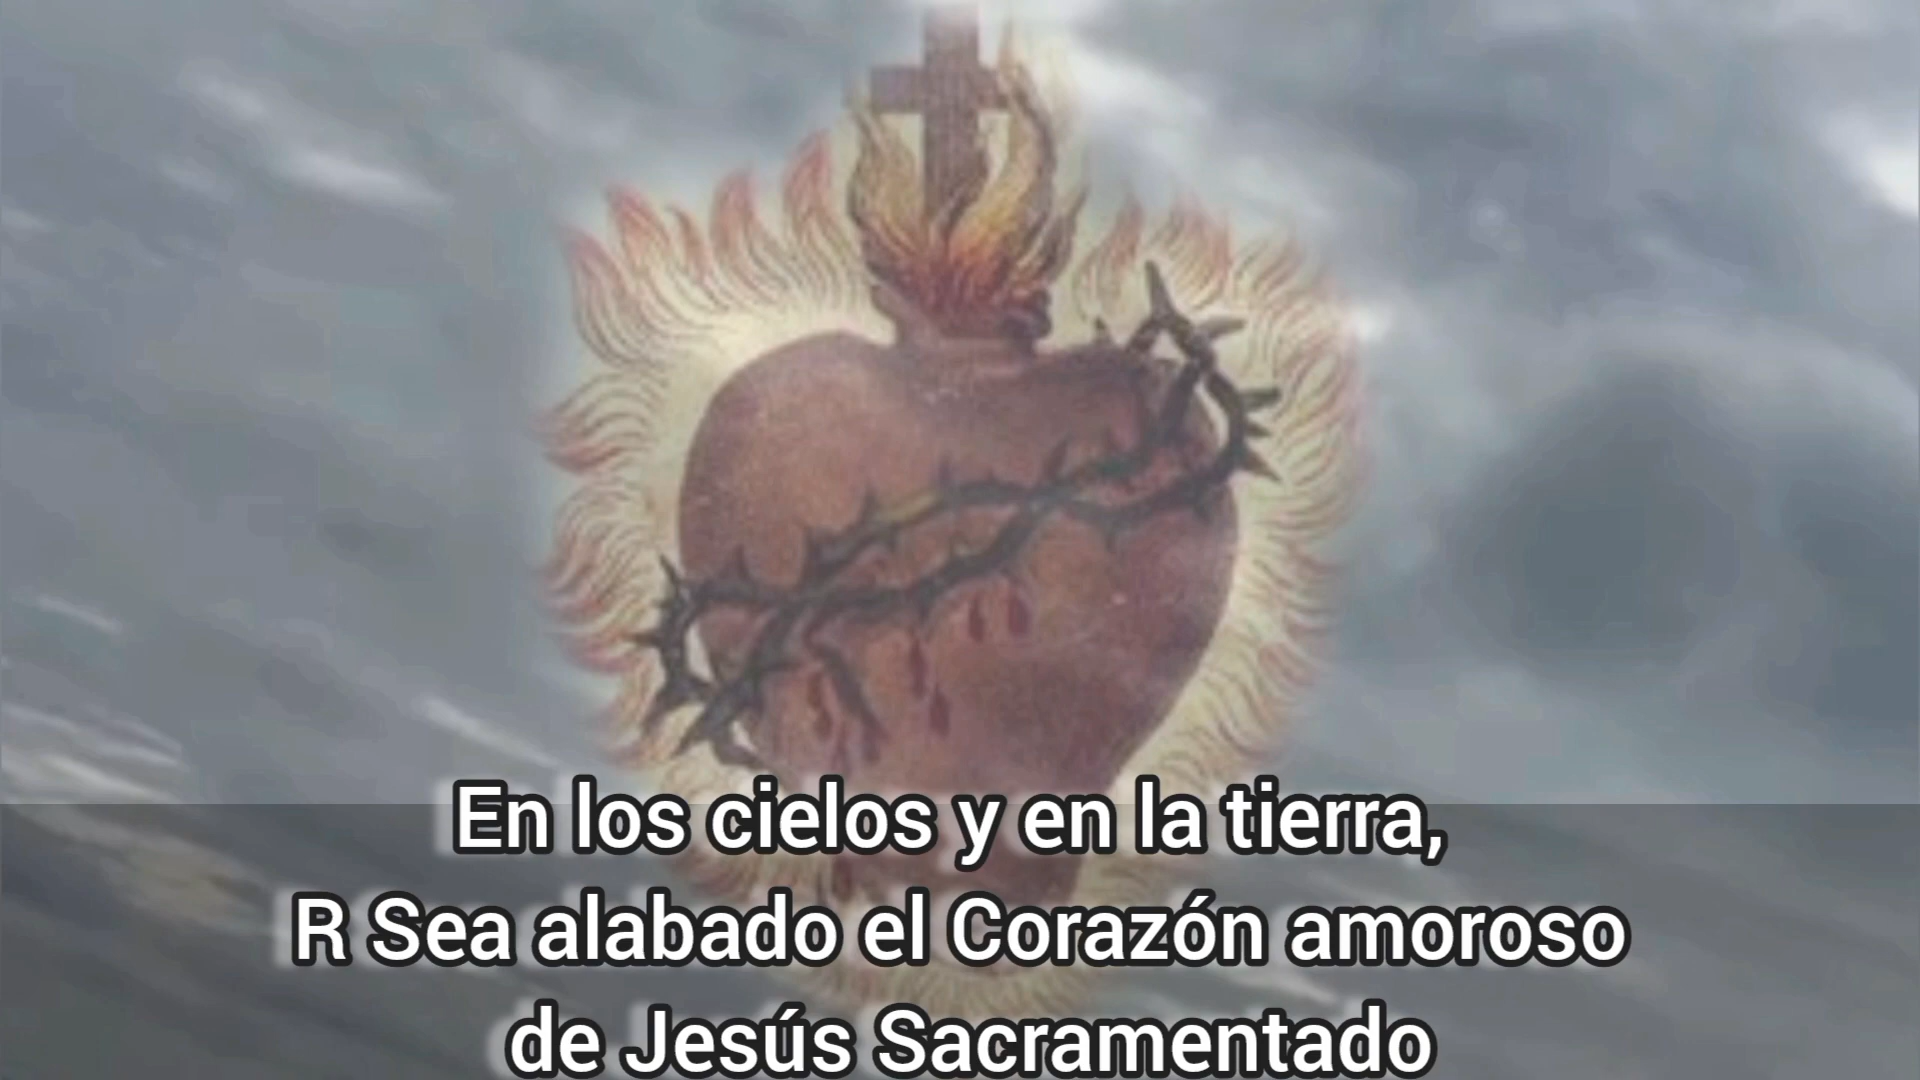 En los cielos y en la tierra,
R Sea alabado el Corazón amoroso
de Jesús Sacramentado